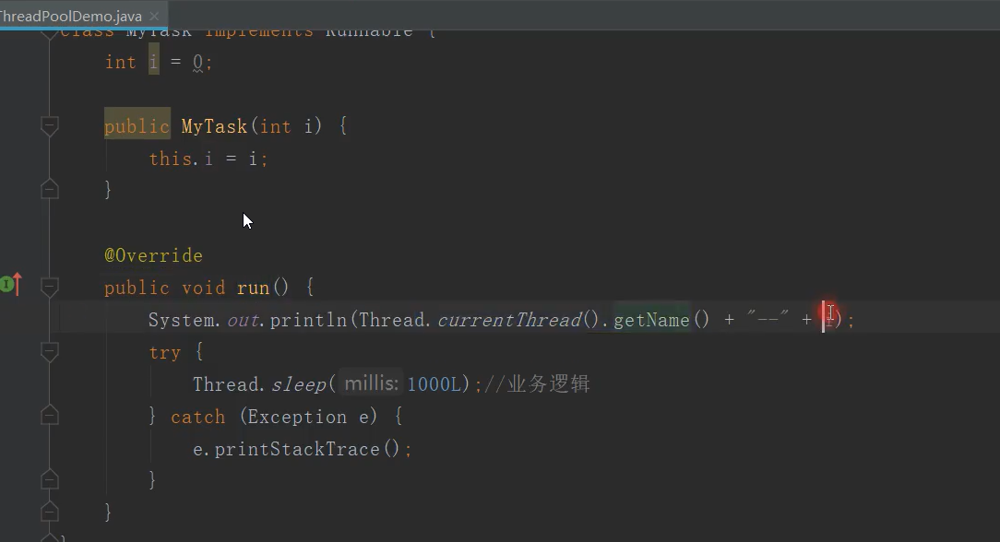 ThreadPoolDemo.java
class MyTask implements Runnable {
int i = 0;
public MyTask(int i) {
this.i = i;
}
@Override
public void run() {
System.out.println(Thread.currentThread().getName() + "--" + i);
try {
Thread.sleep( millis: 1000L);//业务逻辑
} catch (Exception e) {
e.printStackTrace();
}
}
}